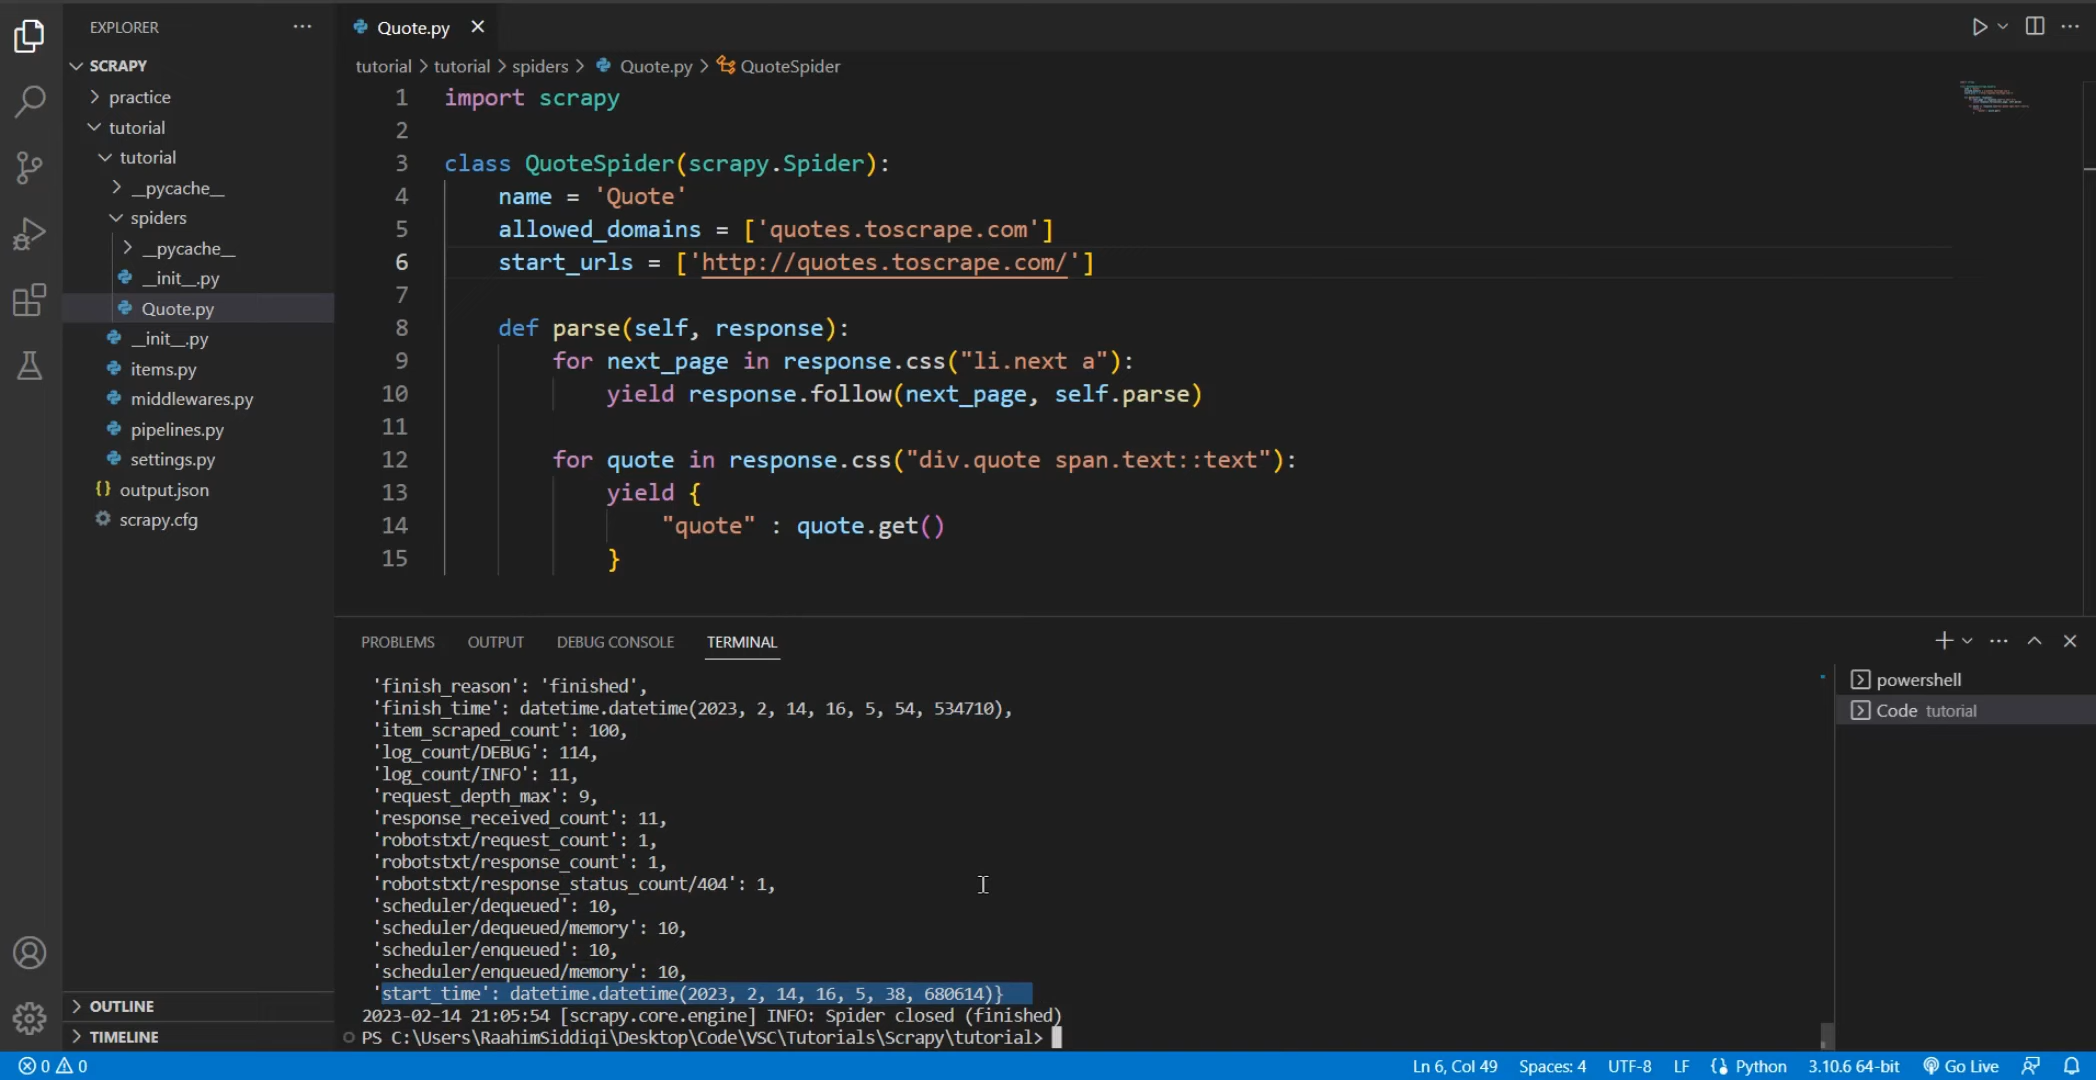 EXPLORER
SCRAPY
practice
tutorial
tutorial
__pycache__
spiders
__pycache__
__init__.py
Quote.py
__init__.py
items.py
middlewares.py
pipelines.py
settings.py
{} output.json
scrapy.cfg
OUTLINE
TIMELINE
Quote.py
tutorial > tutorial > spiders > Quote.py > QuoteSpider
1 import scrapy
2
3 class QuoteSpider(scrapy.Spider):
4 name = 'Quote'
5 allowed_domains = ['quotes.toscrape.com']
6 start_urls = ['http://quotes.toscrape.com/']
7
8 def parse(self, response):
9 for next_page in response.css("li.next a"):
10 yield response.follow(next_page, self.parse)
11
12 for quote in response.css("div.quote span.text::text"):
13 yield {
14 "quote" : quote.get()
15 }
PROBLEMS OUTPUT DEBUG CONSOLE TERMINAL
'finish_reason': 'finished',
'finish_time': datetime.datetime(2023, 2, 14, 16, 5, 54, 534710),
'item_scraped_count': 100,
'log_count/DEBUG': 114,
'log_count/INFO': 11,
'request_depth_max': 9,
'response_received_count': 11,
'robotstxt/request_count': 1,
'robotstxt/response_count': 1,
'robotstxt/response_status_count/404': 1,
'scheduler/dequeued': 10,
'scheduler/dequeued/memory': 10,
'scheduler/enqueued': 10,
'scheduler/enqueued/memory': 10,
'start_time': datetime.datetime(2023, 2, 14, 16, 5, 38, 680614)}
2023-02-14 21:05:54 [scrapy.core.engine] INFO: Spider closed (finished)
PS C:\Users\RaahimSiddiqi\Desktop\Code\VSC\Tutorials\Scrapy\tutorial>
powershell
Code tutorial
0 0 Ln 6, Col 49 Spaces: 4 UTF-8 LF {} Python 3.10.6 64-bit Go Live